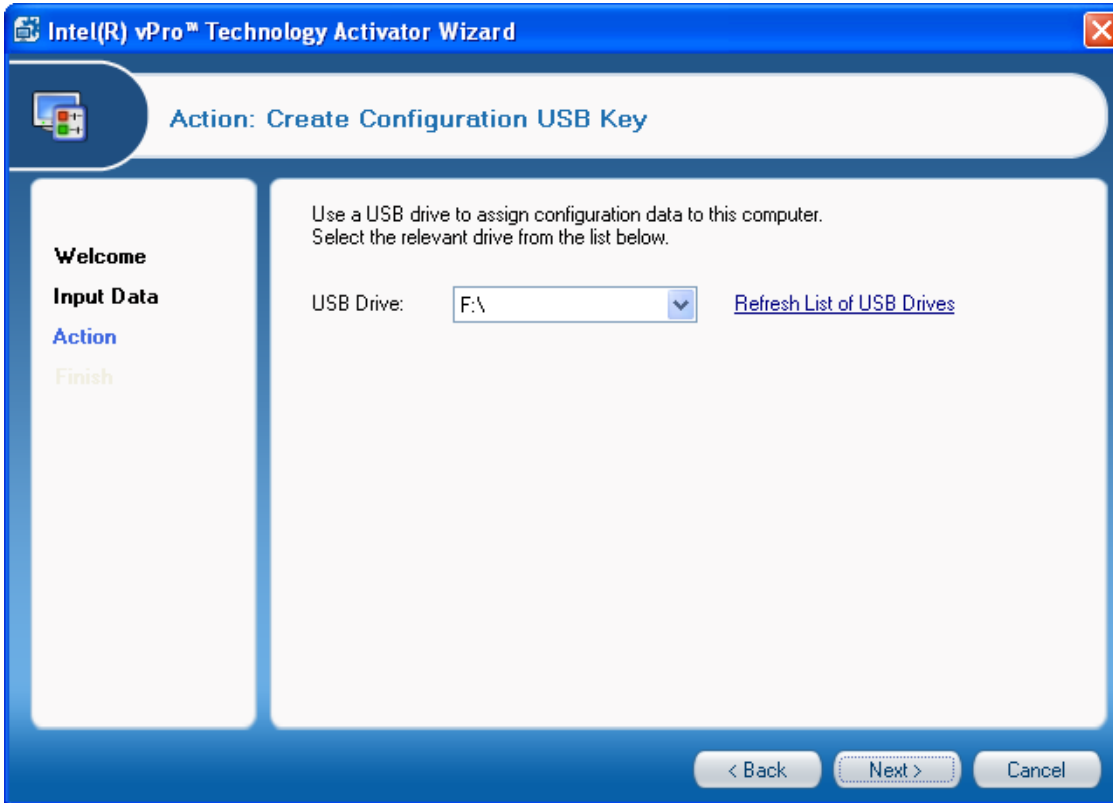 Intel(R) vPro™ Technology Activator Wizard
Action: Create Configuration USB Key
Welcome
Input Data
Action
Finish
Use a USB drive to assign configuration data to this computer.
Select the relevant drive from the list below.
USB Drive:
F:\
Refresh List of USB Drives
< Back
Next >
Cancel